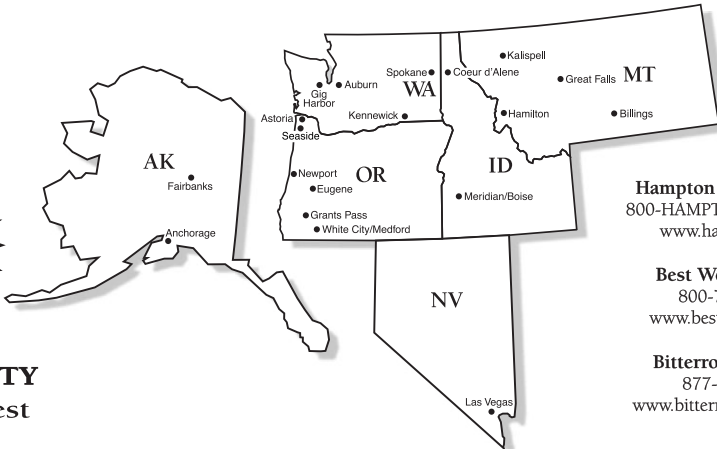 Kalispell
Spokane
Coeur d'Alene
MT
Great Falls
Gig
Harbor
Auburn
WA
Astoria
Kennewick
Hamilton
Billings
Seaside
AK
Fairbanks
Newport
OR
ID
Eugene
Meridian/Boise
Grants Pass
White City/Medford
Anchorage
NV
Las Vegas
Hampton
800-HAMPT
www.ha
Best We
800-7
www.best
Bitterro
877-
www.bitterr
TY
est